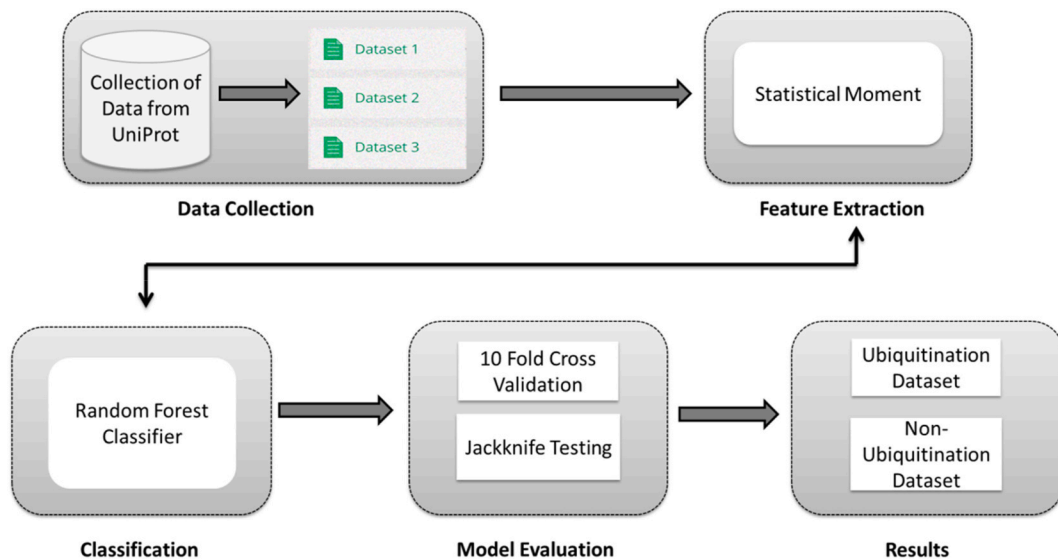 Collection of
Data from
UniProt
Dataset 1
Dataset 2
Dataset 3
Data Collection
Statistical Moment
Feature Extraction
Random Forest
Classifier
Classification
10 Fold Cross
Validation
Jackknife Testing
Model Evaluation
Ubiquitination
Dataset
Non-
Ubiquitination
Dataset
Results